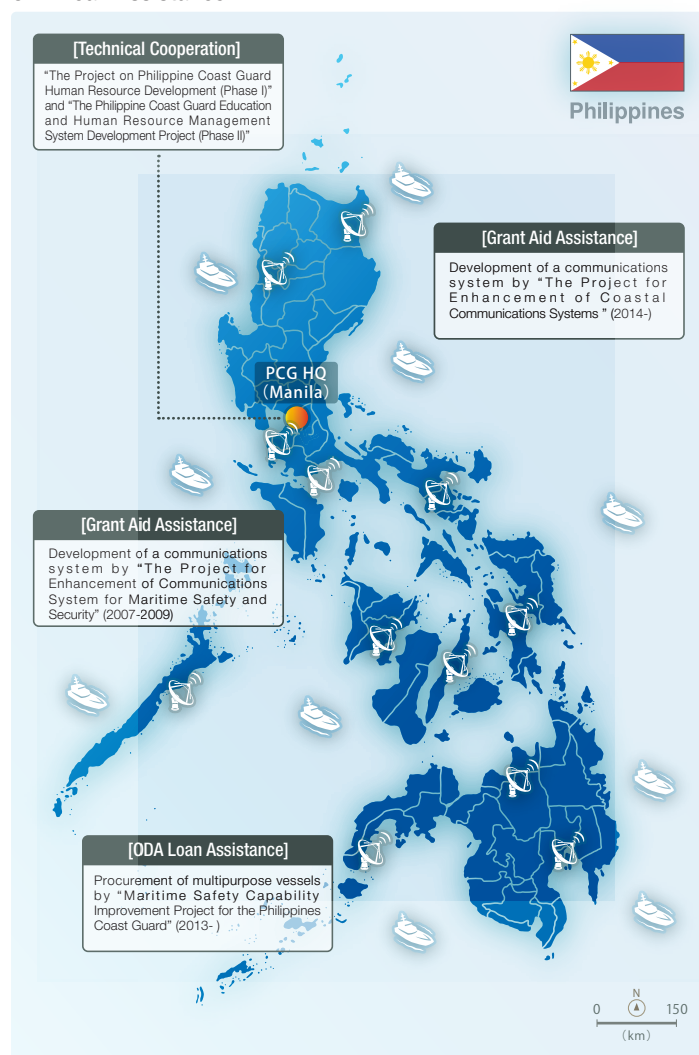 [Technical Cooperation]
“The Project on Philippine Coast Guard
Human Resource Development (Phase I)”
and “The Philippine Coast Guard Education
and Human Resource Management
System Development Project (Phase II)”
Philippines
[Grant Aid Assistance]
Development of a communications
system by “The Project for
Enhancement of Coastal
Communications Systems ” (2014-)
PCG HQ
(Manila)
[Grant Aid Assistance]
Development of a communications
system by “The Project for
Enhancement of Communications
System for Maritime Safety and
Security” (2007-2009)
[ODA Loan Assistance]
Procurement of multipurpose vessels
by “Maritime Safety Capability
Improvement Project for the Philippines
Coast Guard” (2013- )
N
0 150
(km)